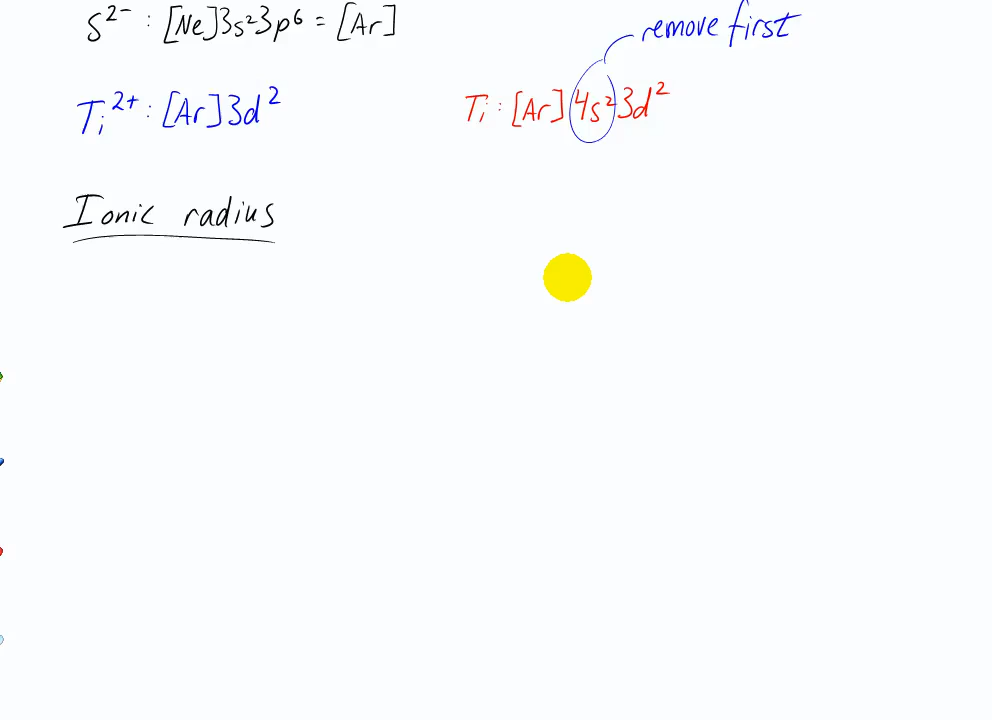 S²⁻ : [Ne]3s²3p⁶ = [Ar]
remove first
Ti²⁺ : [Ar]3d²
Ti : [Ar]4s²3d²
Ionic radius